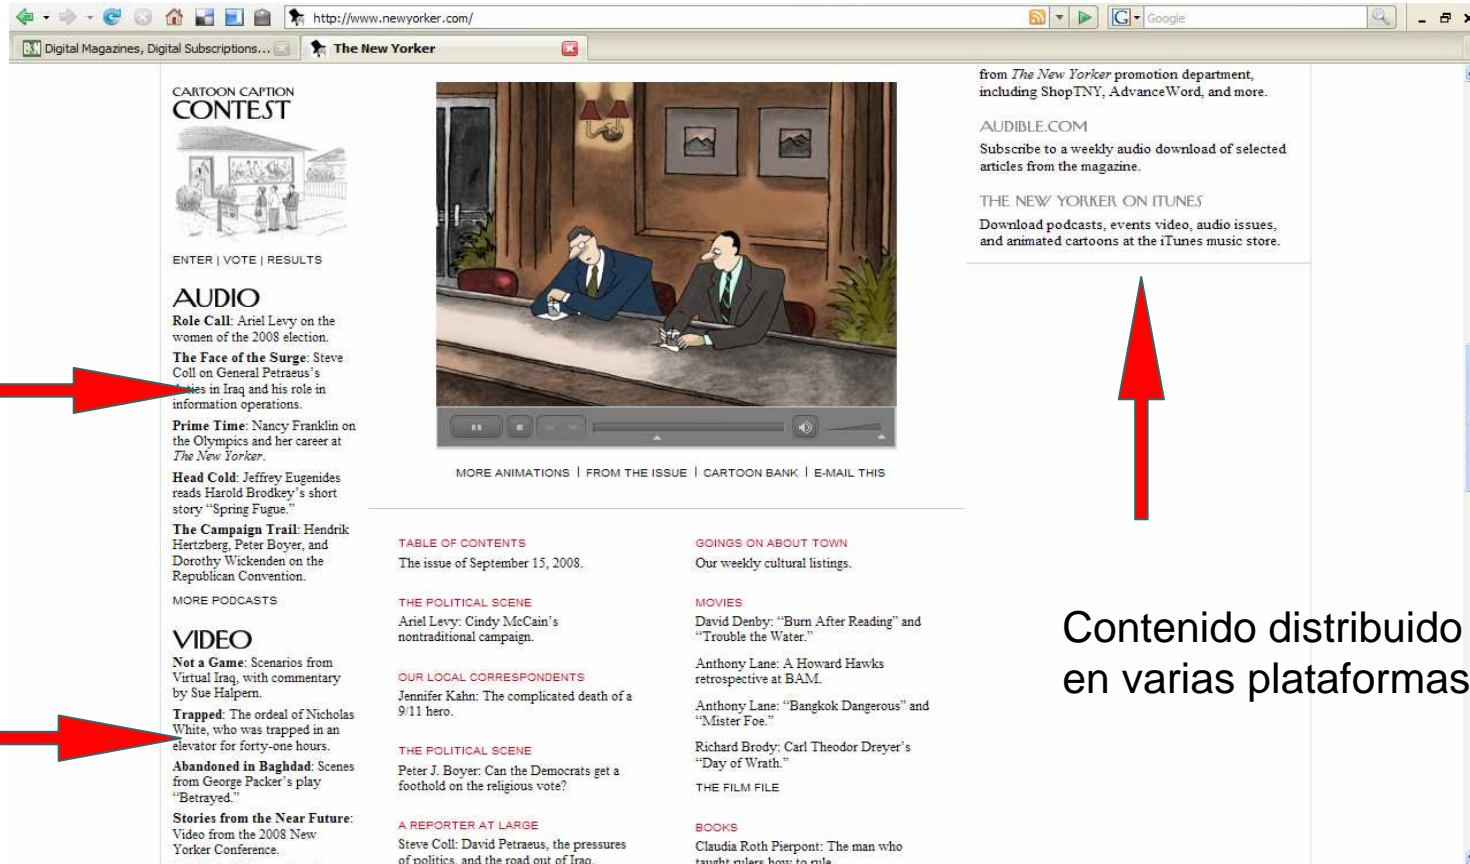 http://www.newyorker.com/
Google
Digital Magazines, Digital Subscriptions...
The New Yorker
CARTOON CAPTION
CONTEST
ENTER | VOTE | RESULTS
AUDIO
Role Call: Ariel Levy on the
women of the 2008 election.
The Face of the Surge: Steve
Coll on General Petraeus's
duties in Iraq and his role in
information operations.
Prime Time: Nancy Franklin on
the Olympics and her career at
The New Yorker.
Head Cold: Jeffrey Eugenides
reads Harold Brodkey's short
story “Spring Fugue.”
The Campaign Trail: Hendrik
Hertzberg, Peter Boyer, and
Dorothy Wickenden on the
Republican Convention.
MORE PODCASTS
VIDEO
Not a Game: Scenarios from
Virtual Iraq, with commentary
by Sue Halpern.
Trapped: The ordeal of Nicholas
White, who was trapped in an
elevator for forty-one hours.
Abandoned in Baghdad: Scenes
from George Packer's play
“Betrayed.”
Stories from the Near Future:
Video from the 2008 New
Yorker Conference.
MORE ANIMATIONS | FROM THE ISSUE | CARTOON BANK | E-MAIL THIS
TABLE OF CONTENTS
The issue of September 15, 2008.
THE POLITICAL SCENE
Ariel Levy: Cindy McCain's
nontraditional campaign.
OUR LOCAL CORRESPONDENTS
Jennifer Kahn: The complicated death of a
9/11 hero.
THE POLITICAL SCENE
Peter J. Boyer: Can the Democrats get a
foothold on the religious vote?
A REPORTER AT LARGE
Steve Coll: David Petraeus, the pressures
of politics, and the road out of Iraq.
GOINGS ON ABOUT TOWN
Our weekly cultural listings.
MOVIES
David Denby: “Burn After Reading” and
“Trouble the Water.”
Anthony Lane: A Howard Hawks
retrospective at BAM.
Anthony Lane: “Bangkok Dangerous” and
“Mister Foe.”
Richard Brody: Carl Theodor Dreyer's
“Day of Wrath.”
THE FILM FILE
BOOKS
Claudia Roth Pierpont: The man who
taught rulers how to rule.
from The New Yorker promotion department,
including ShopTNY, AdvanceWord, and more.
AUDIBLE.COM
Subscribe to a weekly audio download of selected
articles from the magazine.
THE NEW YORKER ON ITUNES
Download podcasts, events video, audio issues,
and animated cartoons at the iTunes music store.
Contenido distribuido
en varias plataformas